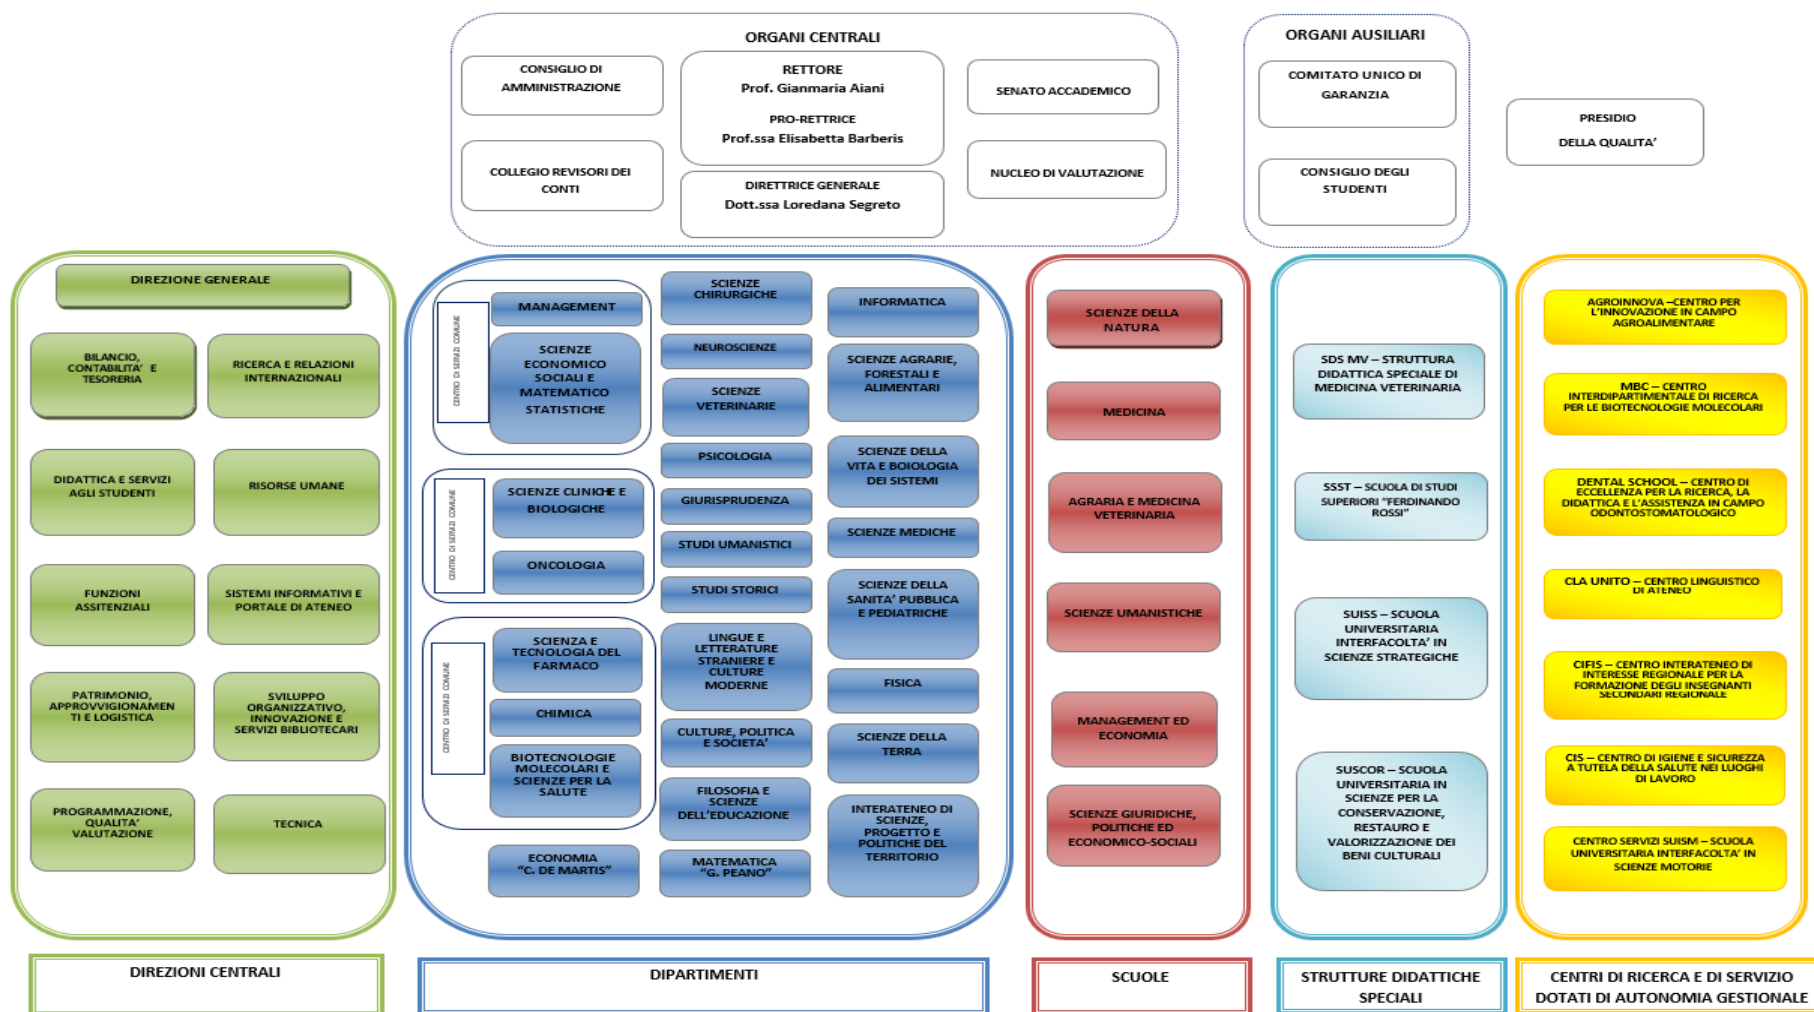 ORGANI CENTRALI
CONSIGLIO DI
AMMINISTRAZIONE
RETTORE
Prof. Gianmaria Aiani
PRO-RETTRICE
Prof.ssa Elisabetta Barberis
SENATO ACCADEMICO
COLLEGIO REVISORI DEI
CONTI
DIRETTRICE GENERALE
Dott.ssa Loredana Segreto
NUCLEO DI VALUTAZIONE
ORGANI AUSILIARI
COMITATO UNICO DI
GARANZIA
CONSIGLIO DEGLI
STUDENTI
PRESIDIO
DELLA QUALITA’
DIREZIONE GENERALE
BILANCIO,
CONTABILITA’ E
TESORERIA
RICERCA E RELAZIONI
INTERNAZIONALI
DIDATTICA E SERVIZI
AGLI STUDENTI
RISORSE UMANE
FUNZIONI
ASSITENZIALI
SISTEMI INFORMATIVI E
PORTALE DI ATENEO
PATRIMONIO,
APPROVVIGIONAMEN
TI E LOGISTICA
SVILUPPO
ORGANIZZATIVO,
INNOVAZIONE E
SERVIZI BIBLIOTECARI
PROGRAMMAZIONE,
QUALITA’
VALUTAZIONE
TECNICA
DIREZIONI CENTRALI
CENTRO DI SERVIZI COMUNE
MANAGEMENT
SCIENZE
ECONOMICO
SOCIALI E
MATEMATICO
STATISTICHE
CENTRO DI SERVIZI COMUNE
SCIENZE CLINICHE E
BIOLOGICHE
ONCOLOGIA
CENTRO DI SERVIZI COMUNE
SCIENZA E
TECNOLOGIA DEL
FARMACO
CHIMICA
BIOTECNOLOGIE
MOLECOLARI E
SCIENZE PER LA
SALUTE
ECONOMIA
“C. DE MARTIS”
SCIENZE
CHIRURGICHE
NEUROSCIENZE
SCIENZE
VETERINARIE
PSICOLOGIA
GIURISPRUDENZA
STUDI UMANISTICI
STUDI STORICI
LINGUE E
LETTERATURE
STRANIERE E
CULTURE
MODERNE
CULTURE, POLITICA
E SOCIETA’
FILOSOFIA E
SCIENZE
DELL’EDUCAZIONE
MATEMATICA
“G. PEANO”
INFORMATICA
SCIENZE AGRARIE,
FORESTALI E
ALIMENTARI
SCIENZE DELLA
VITA E BOIOLOGIA
DEI SISTEMI
SCIENZE MEDICHE
SCIENZE DELLA
SANITA’ PUBBLICA
E PEDIATRICHE
FISICA
SCIENZE DELLA
TERRA
INTERATENEO DI
SCIENZE,
PROGETTO E
POLITICHE DEL
TERRITORIO
DIPARTIMENTI
SCIENZE DELLA
NATURA
MEDICINA
AGRARIA E MEDICINA
VETERINARIA
SCIENZE UMANISTICHE
MANAGEMENT ED
ECONOMIA
SCIENZE GIURIDICHE,
POLITICHE ED
ECONOMICO-SOCIALI
SCUOLE
SDS MV – STRUTTURA
DIDATTICA SPECIALE DI
MEDICINA VETERINARIA
SSST – SCUOLA DI STUDI
SUPERIORI “FERDINANDO
ROSSI”
SUISS – SCUOLA
UNIVERSITARIA
INTERFACOLTA’ IN
SCIENZE STRATEGICHE
SUSCOR – SCUOLA
UNIVERSITARIA IN
SCIENZE PER LA
CONSERVAZIONE,
RESTAURO E
VALORIZZAZIONE DEI
BENI CULTURALI
STRUTTURE DIDATTICHE
SPECIALI
AGROINNOVA –CENTRO PER
L’INNOVAZIONE IN CAMPO
AGROALIMENTARE
MBC – CENTRO
INTERDIPARTIMENTALE DI RICERCA
PER LE BIOTECNOLOGIE MOLECOLARI
DENTAL SCHOOL – CENTRO DI
ECCELLENZA PER LA RICERCA, LA
DIDATTICA E L’ASSISTENZA IN CAMPO
ODONTOSTOMATOLOGICO
CLA UNITO – CENTRO LINGUISTICO
DI ATENEO
CIFIS – CENTRO INTERATENEO DI
INTERESSE REGIONALE PER LA
FORMAZIONE DEGLI INSEGNANTI
SECONDARI REGIONALE
CIS – CENTRO DI IGIENE E SICUREZZA
A TUTELA DELLA SALUTE NEI LUOGHI
DI LAVORO
CENTRO SERVIZI SUISM – SCUOLA
UNIVERSITARIA INTERFACOLTA’ IN
SCIENZE MOTORIE
CENTRI DI RICERCA E DI SERVIZIO
DOTATI DI AUTONOMIA GESTIONALE